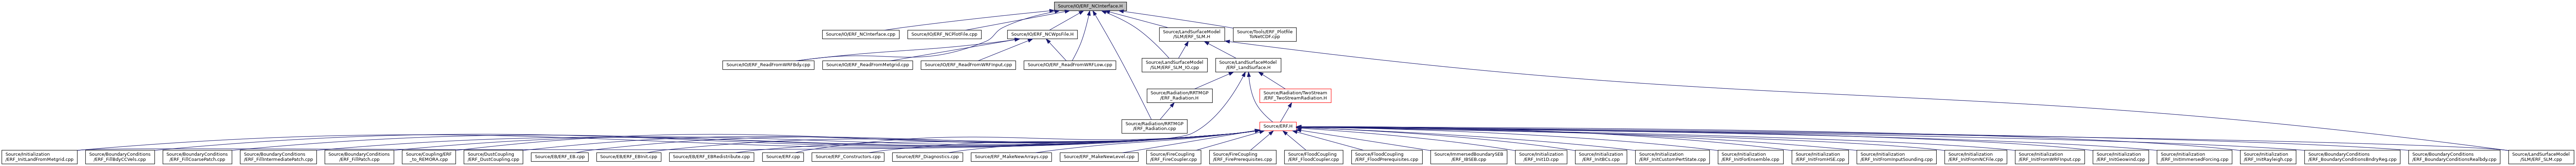 Source/IO/ERF_NCInterface.H
Source/IO/ERF_NCInterface.cpp
Source/IO/ERF_NCPlotFile.cpp
Source/IO/ERF_NCWpsFile.H
Source/LandSurfaceModel
/SLM/ERF_SLM.H
Source/Tools/ERF_Plotfile
ToNetCDF.cpp
Source/IO/ERF_ReadFromWRFBdy.cpp
Source/IO/ERF_ReadFromMetgrid.cpp
Source/IO/ERF_ReadFromWRFInput.cpp
Source/IO/ERF_ReadFromWRFLow.cpp
Source/LandSurfaceModel
/SLM/ERF_SLM_IO.cpp
Source/LandSurfaceModel
/ERF_LandSurface.H
Source/Radiation/RRTMGP
/ERF_Radiation.H
Source/Radiation/TwoStream
/ERF_TwoStreamRadiation.H
Source/Radiation/RRTMGP
/ERF_Radiation.cpp
Source/ERF.H
Source/Initialization
/ERF_InitLandFromMetgrid.cpp
Source/BoundaryConditions
/ERF_FillBdyCCVels.cpp
Source/BoundaryConditions
/ERF_FillCoarsePatch.cpp
Source/BoundaryConditions
/ERF_FillIntermediatePatch.cpp
Source/BoundaryConditions
/ERF_FillPatch.cpp
Source/Coupling/ERF
_to_REMORA.cpp
Source/DustCoupling
/ERF_DustCoupling.cpp
Source/EB/ERF_EB.cpp
Source/EB/ERF_EBInit.cpp
Source/EB/ERF_EBRedistribute.cpp
Source/ERF.cpp
Source/ERF_Constructors.cpp
Source/ERF_Diagnostics.cpp
Source/ERF_MakeNewArrays.cpp
Source/ERF_MakeNewLevel.cpp
Source/FireCoupling
/ERF_FireCoupler.cpp
Source/FireCoupling
/ERF_FirePrerequisites.cpp
Source/FloodCoupling
/ERF_FloodCoupler.cpp
Source/FloodCoupling
/ERF_FloodPrerequisites.cpp
Source/ImmersedBoundarySEB
/ERF_IBSEB.cpp
Source/Initialization
/ERF_Init1D.cpp
Source/Initialization
/ERF_InitBCs.cpp
Source/Initialization
/ERF_InitCustomPertState.cpp
Source/Initialization
/ERF_InitForEnsemble.cpp
Source/Initialization
/ERF_InitFromHSE.cpp
Source/Initialization
/ERF_InitFromInputSounding.cpp
Source/Initialization
/ERF_InitFromNCFile.cpp
Source/Initialization
/ERF_InitFromWRFInput.cpp
Source/Initialization
/ERF_InitGeowind.cpp
Source/Initialization
/ERF_InitImmersedForcing.cpp
Source/Initialization
/ERF_InitRayleigh.cpp
Source/BoundaryConditions
/ERF_BoundaryConditionsBndryReg.cpp
Source/BoundaryConditions
/ERF_BoundaryConditionsRealbdy.cpp
Source/LandSurfaceModel
/SLM/ERF_SLM.cpp